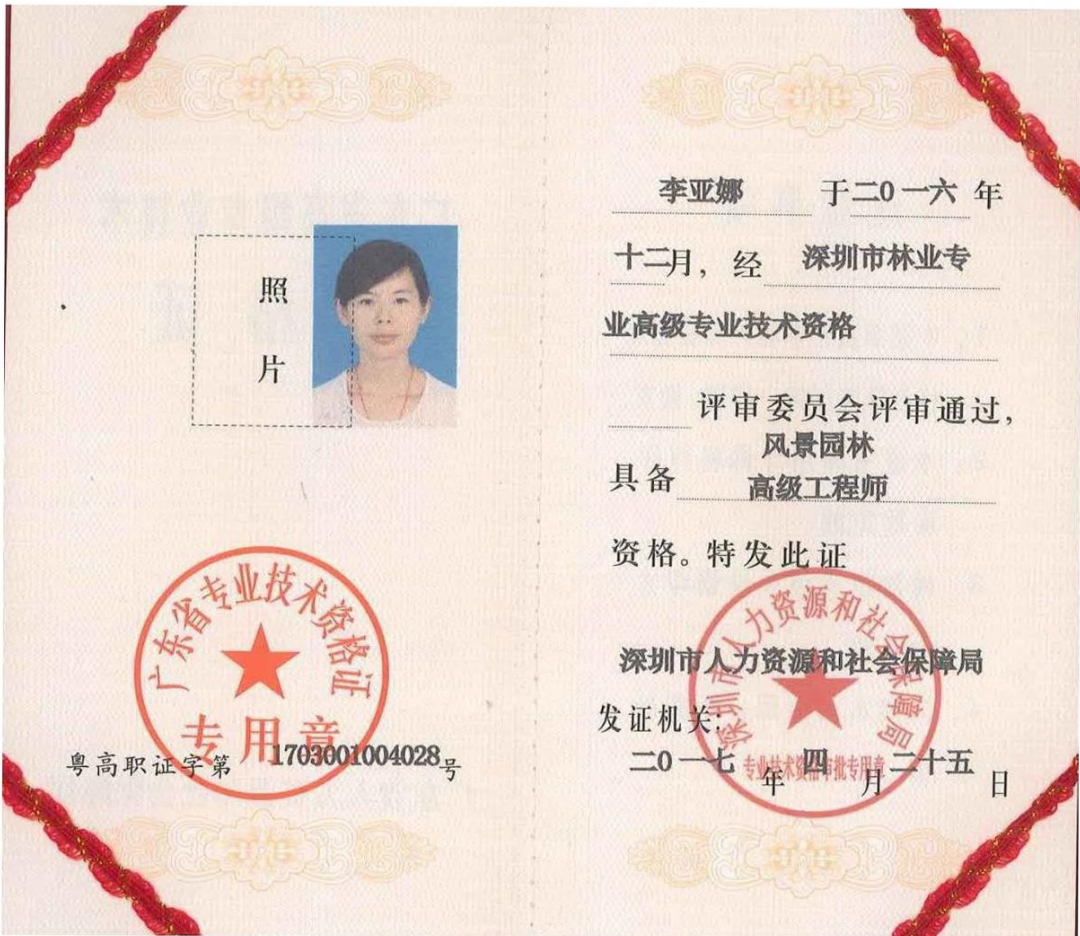 照
片
广东省专业技术资格证
专用章
粤高职证字第 1703001004028 号
李亚娜 于二0一六 年
十二月，经 深圳市林业专
业高级专业技术资格
评审委员会评审通过，
风景园林
具备 高级工程师
资格。特发此证
深圳市人力资源和社会保障局
深圳市人力资源和社会保障局
发证机关：
专业技术资格审批专用章
二0一七 年 四 月 二十五 日